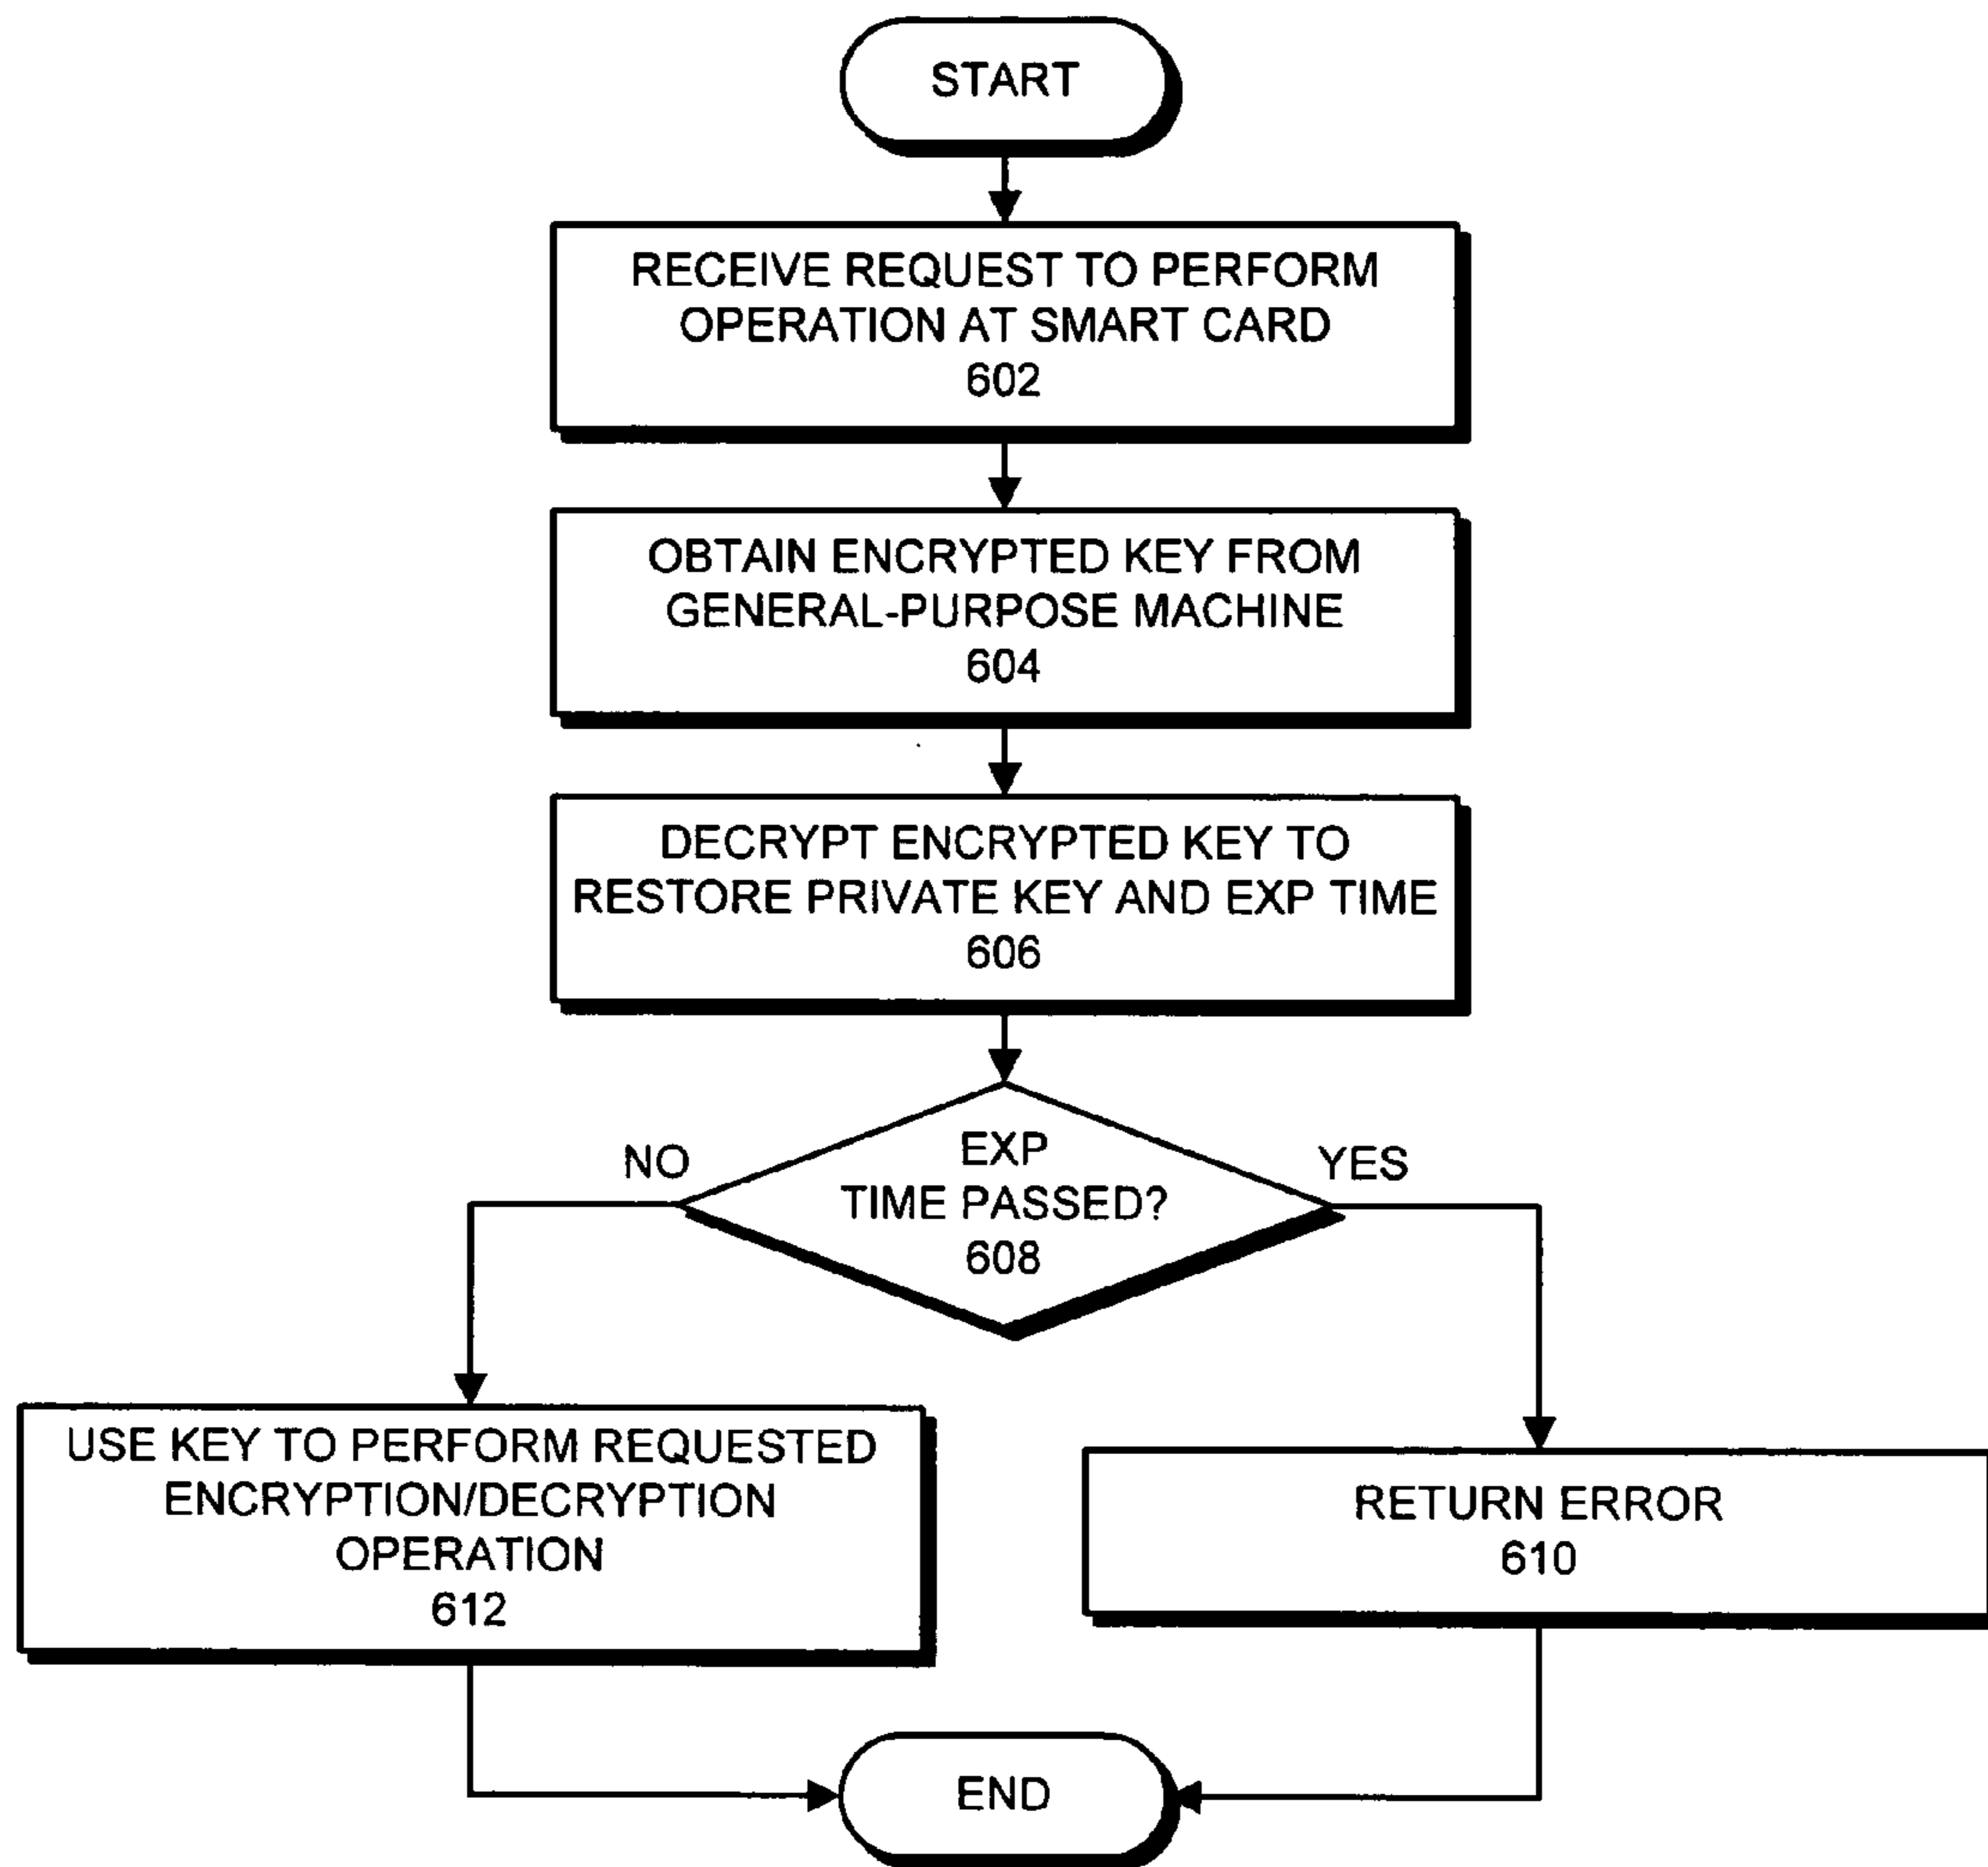 START
RECEIVE REQUEST TO PERFORM
OPERATION AT SMART CARD
602
OBTAIN ENCRYPTED KEY FROM
GENERAL-PURPOSE MACHINE
604
DECRYPT ENCRYPTED KEY TO
RESTORE PRIVATE KEY AND EXP TIME
606
EXP
TIME PASSED?
608
NO
YES
USE KEY TO PERFORM REQUESTED
ENCRYPTION/DECRYPTION
OPERATION
612
RETURN ERROR
610
END